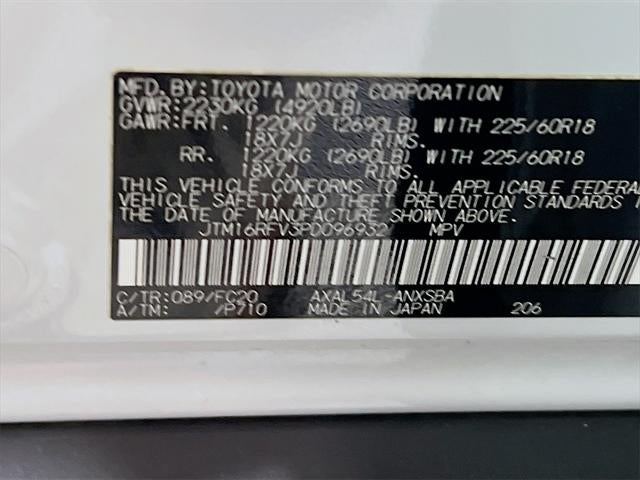 MFD. BY: TOYOTA MOTOR CORPORATION
GVWR: 2230KG (4920LB)
GAWR: FRT. 1220KG (2690LB) WITH 225/60R18
18X7J RIMS.
RR. 1220KG (2690LB) WITH 225/60R18
18X7J RIMS.
THIS VEHICLE CONFORMS TO ALL APPLICABLE FEDERAL
VEHICLE SAFETY, BUMPER, AND THEFT PREVENTION STANDARDS
THE DATE OF MANUFACTURE SHOWN ABOVE.
JTM16RFV3PD096932 MPV
C/TR: 089/FC20 AXAL54L-ANXSBA
A/TM: /P710 MADE IN JAPAN 206